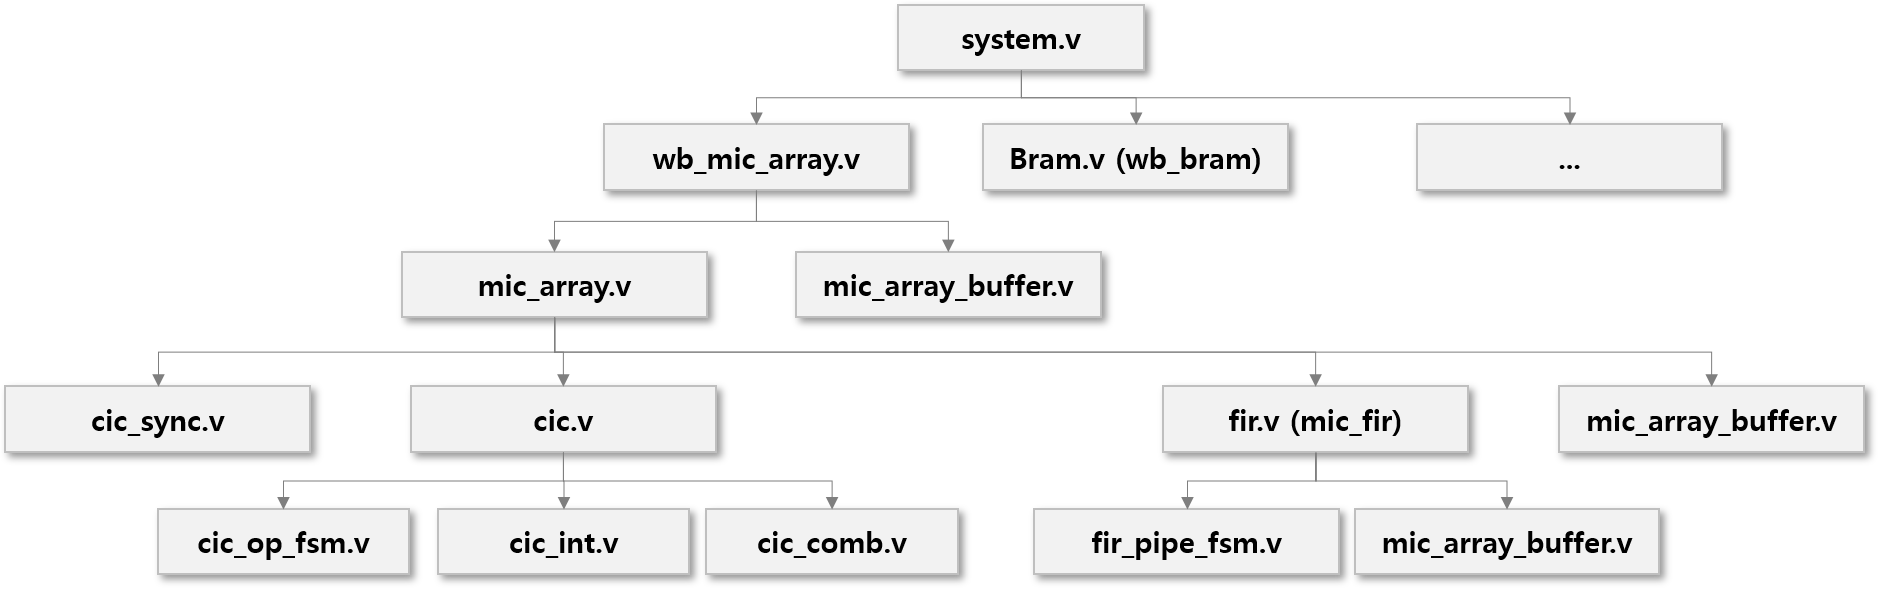 system.v
wb_mic_array.v
Bram.v (wb_bram)
...
mic_array.v
mic_array_buffer.v
cic_sync.v
cic.v
fir.v (mic_fir)
mic_array_buffer.v
cic_op_fsm.v
cic_int.v
cic_comb.v
fir_pipe_fsm.v
mic_array_buffer.v